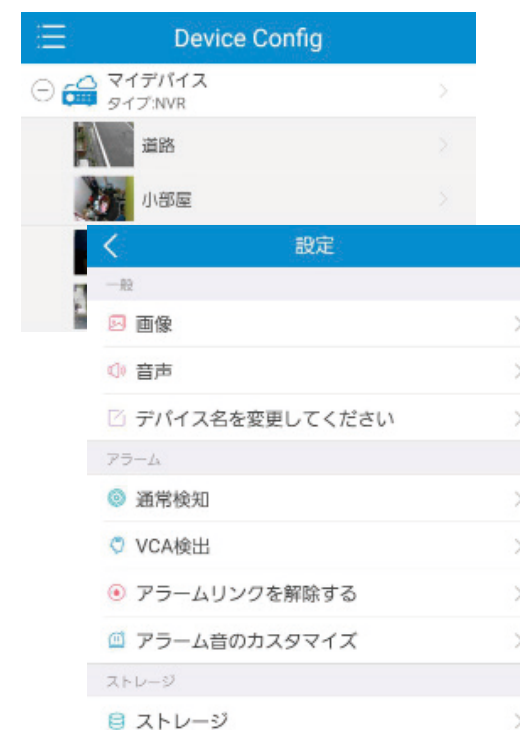 Device Config
マイデバイス
タイプ:NVR
道路
小部屋
設定
一般
画像
音声
デバイス名を変更してください
アラーム
通常検知
VCA検出
アラームリンクを解除する
アラーム音のカスタマイズ
ストレージ
ストレージ